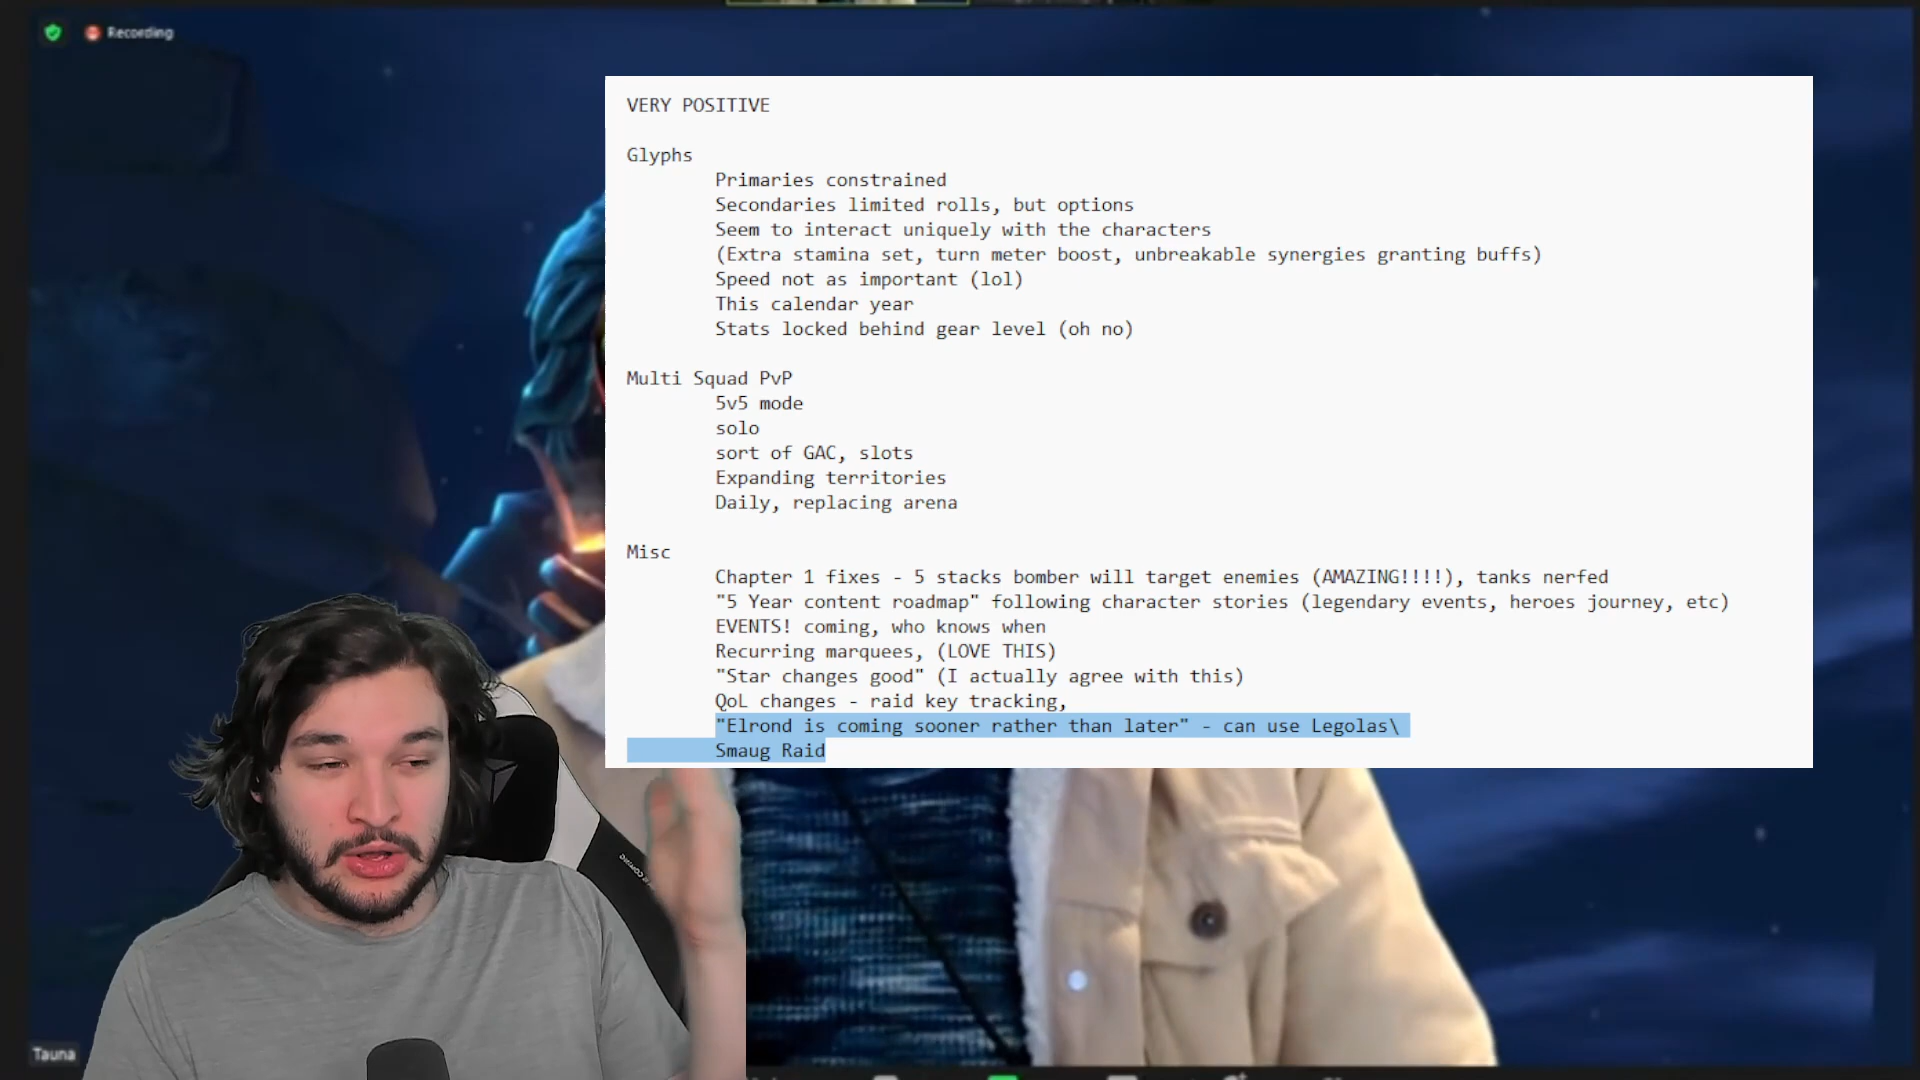 Recording
VERY POSITIVE
Glyphs
Primaries constrained
Secondaries limited rolls, but options
Seem to interact uniquely with the characters
(Extra stamina set, turn meter boost, unbreakable synergies granting buffs)
Speed not as important (lol)
This calendar year
Stats locked behind gear level (oh no)
Multi Squad PvP
5v5 mode
solo
sort of GAC, slots
Expanding territories
Daily, replacing arena
Misc
Chapter 1 fixes - 5 stacks bomber will target enemies (AMAZING!!!!), tanks nerfed
"5 Year content roadmap" following character stories (legendary events, heroes journey, etc)
EVENTS! coming, who knows when
Recurring marquees, (LOVE THIS)
"Star changes good" (I actually agree with this)
QoL changes - raid key tracking,
"Elrond is coming sooner rather than later" - can use Legolas\
Smaug Raid
Tauna